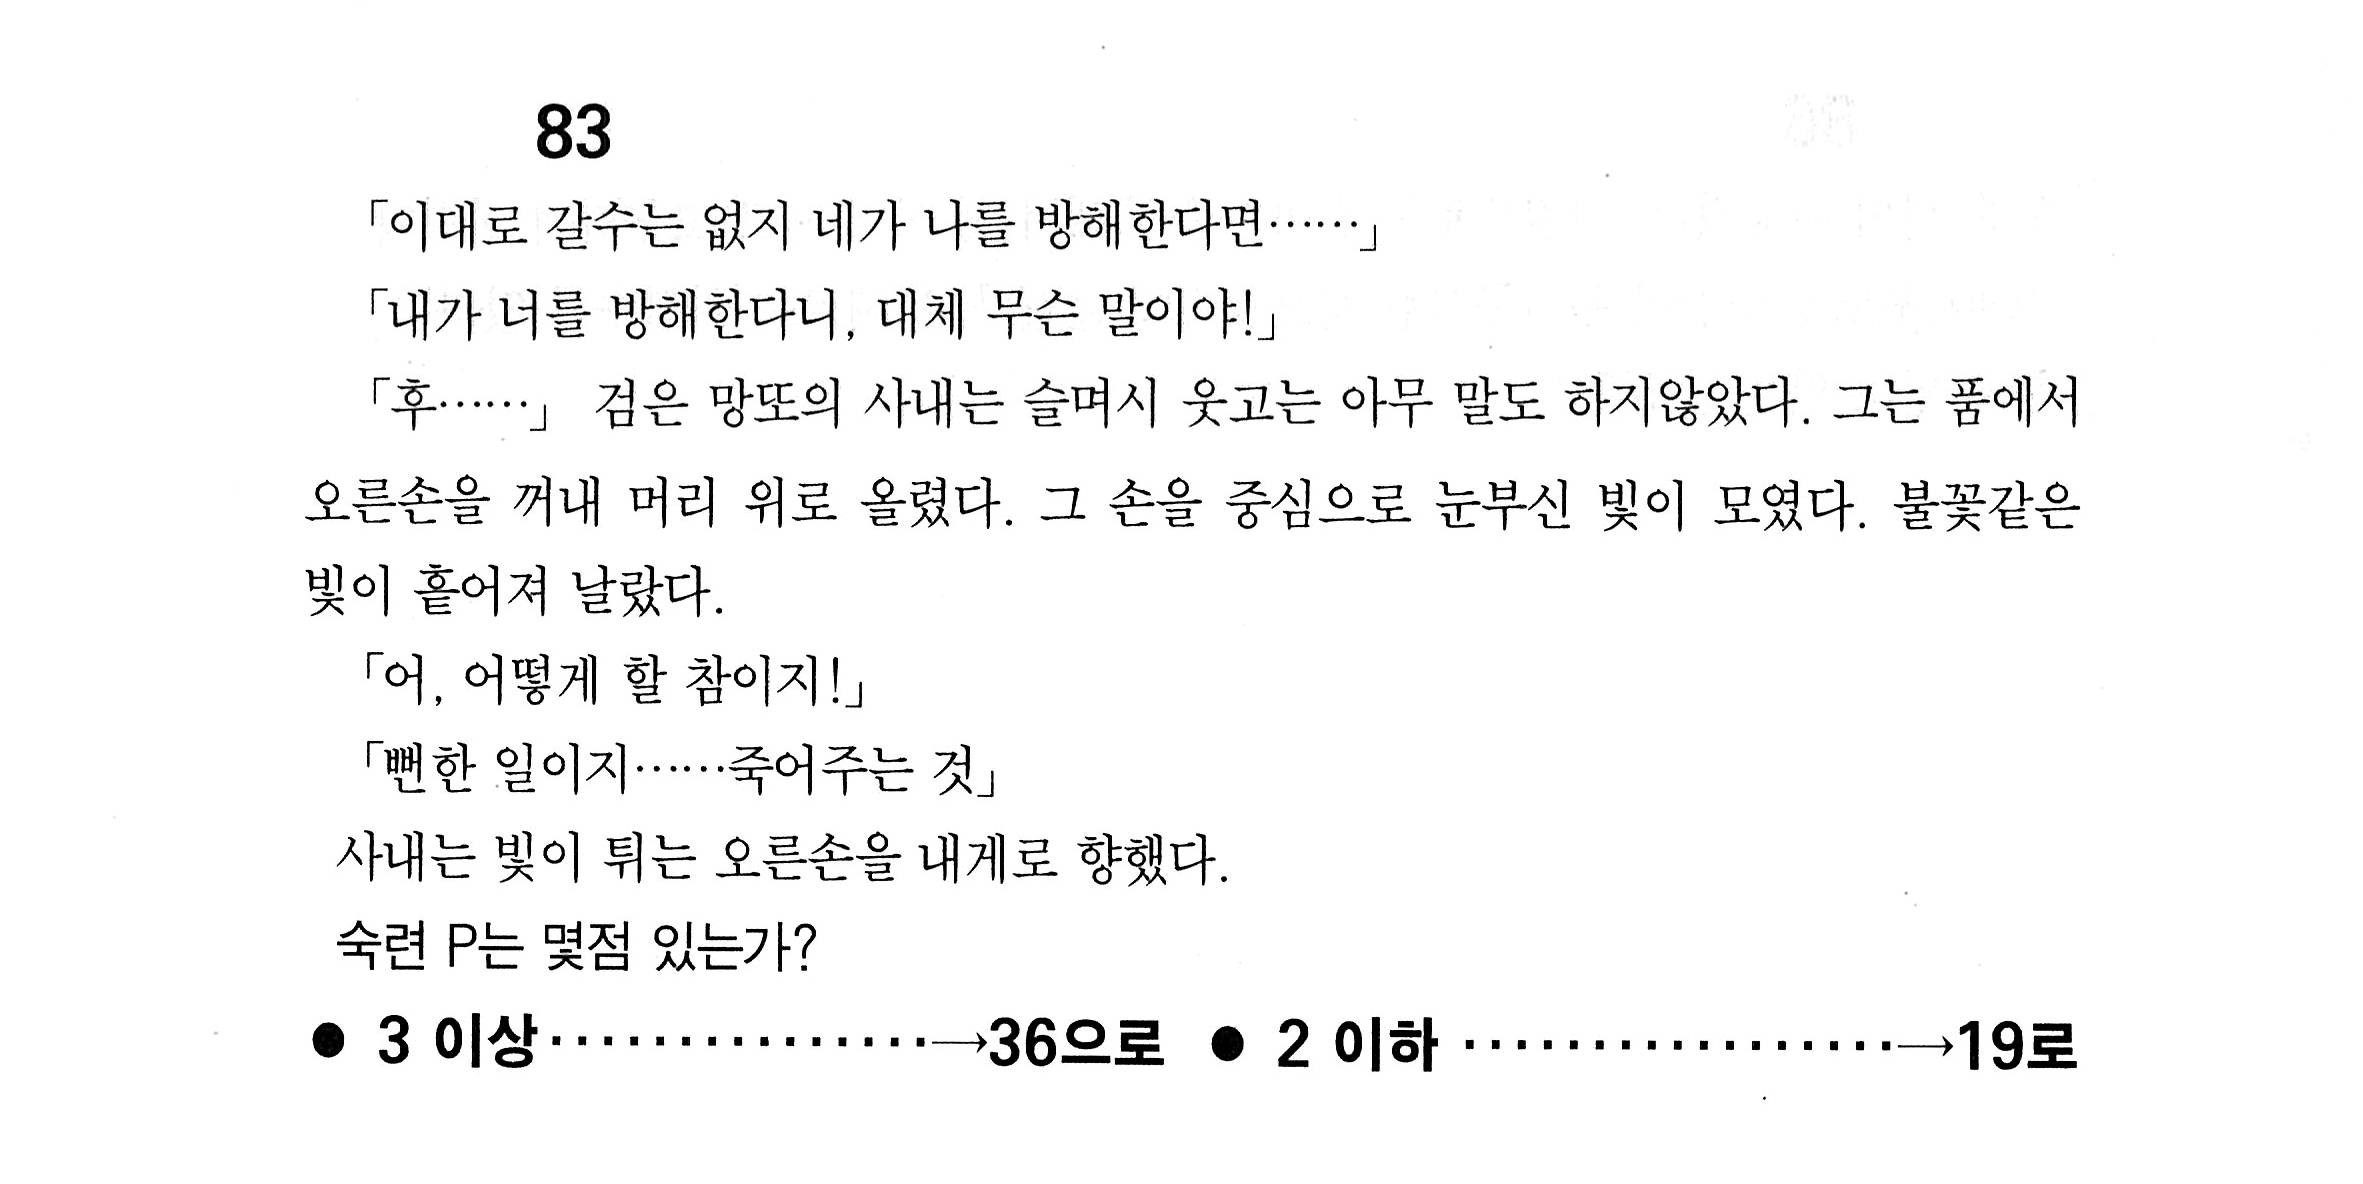 83
「이대로 갈수는 없지 네가 나를 방해한다면……」
「내가 너를 방해한다니, 대체 무슨 말이야!」
「후……」 검은 망또의 사내는 슬며시 웃고는 아무 말도 하지않았다. 그는 품에서
오른손을 꺼내 머리 위로 올렸다. 그 손을 중심으로 눈부신 빛이 모였다. 불꽃같은
빛이 흩어져 날랐다.
「어, 어떻게 할 참이지!」
「뻔한 일이지……죽어주는 것」
사내는 빛이 튀는 오른손을 내게로 향했다.
숙련 P는 몇점 있는가?
● 3 이상···············→36으로 ● 2 이하 ·················→19로